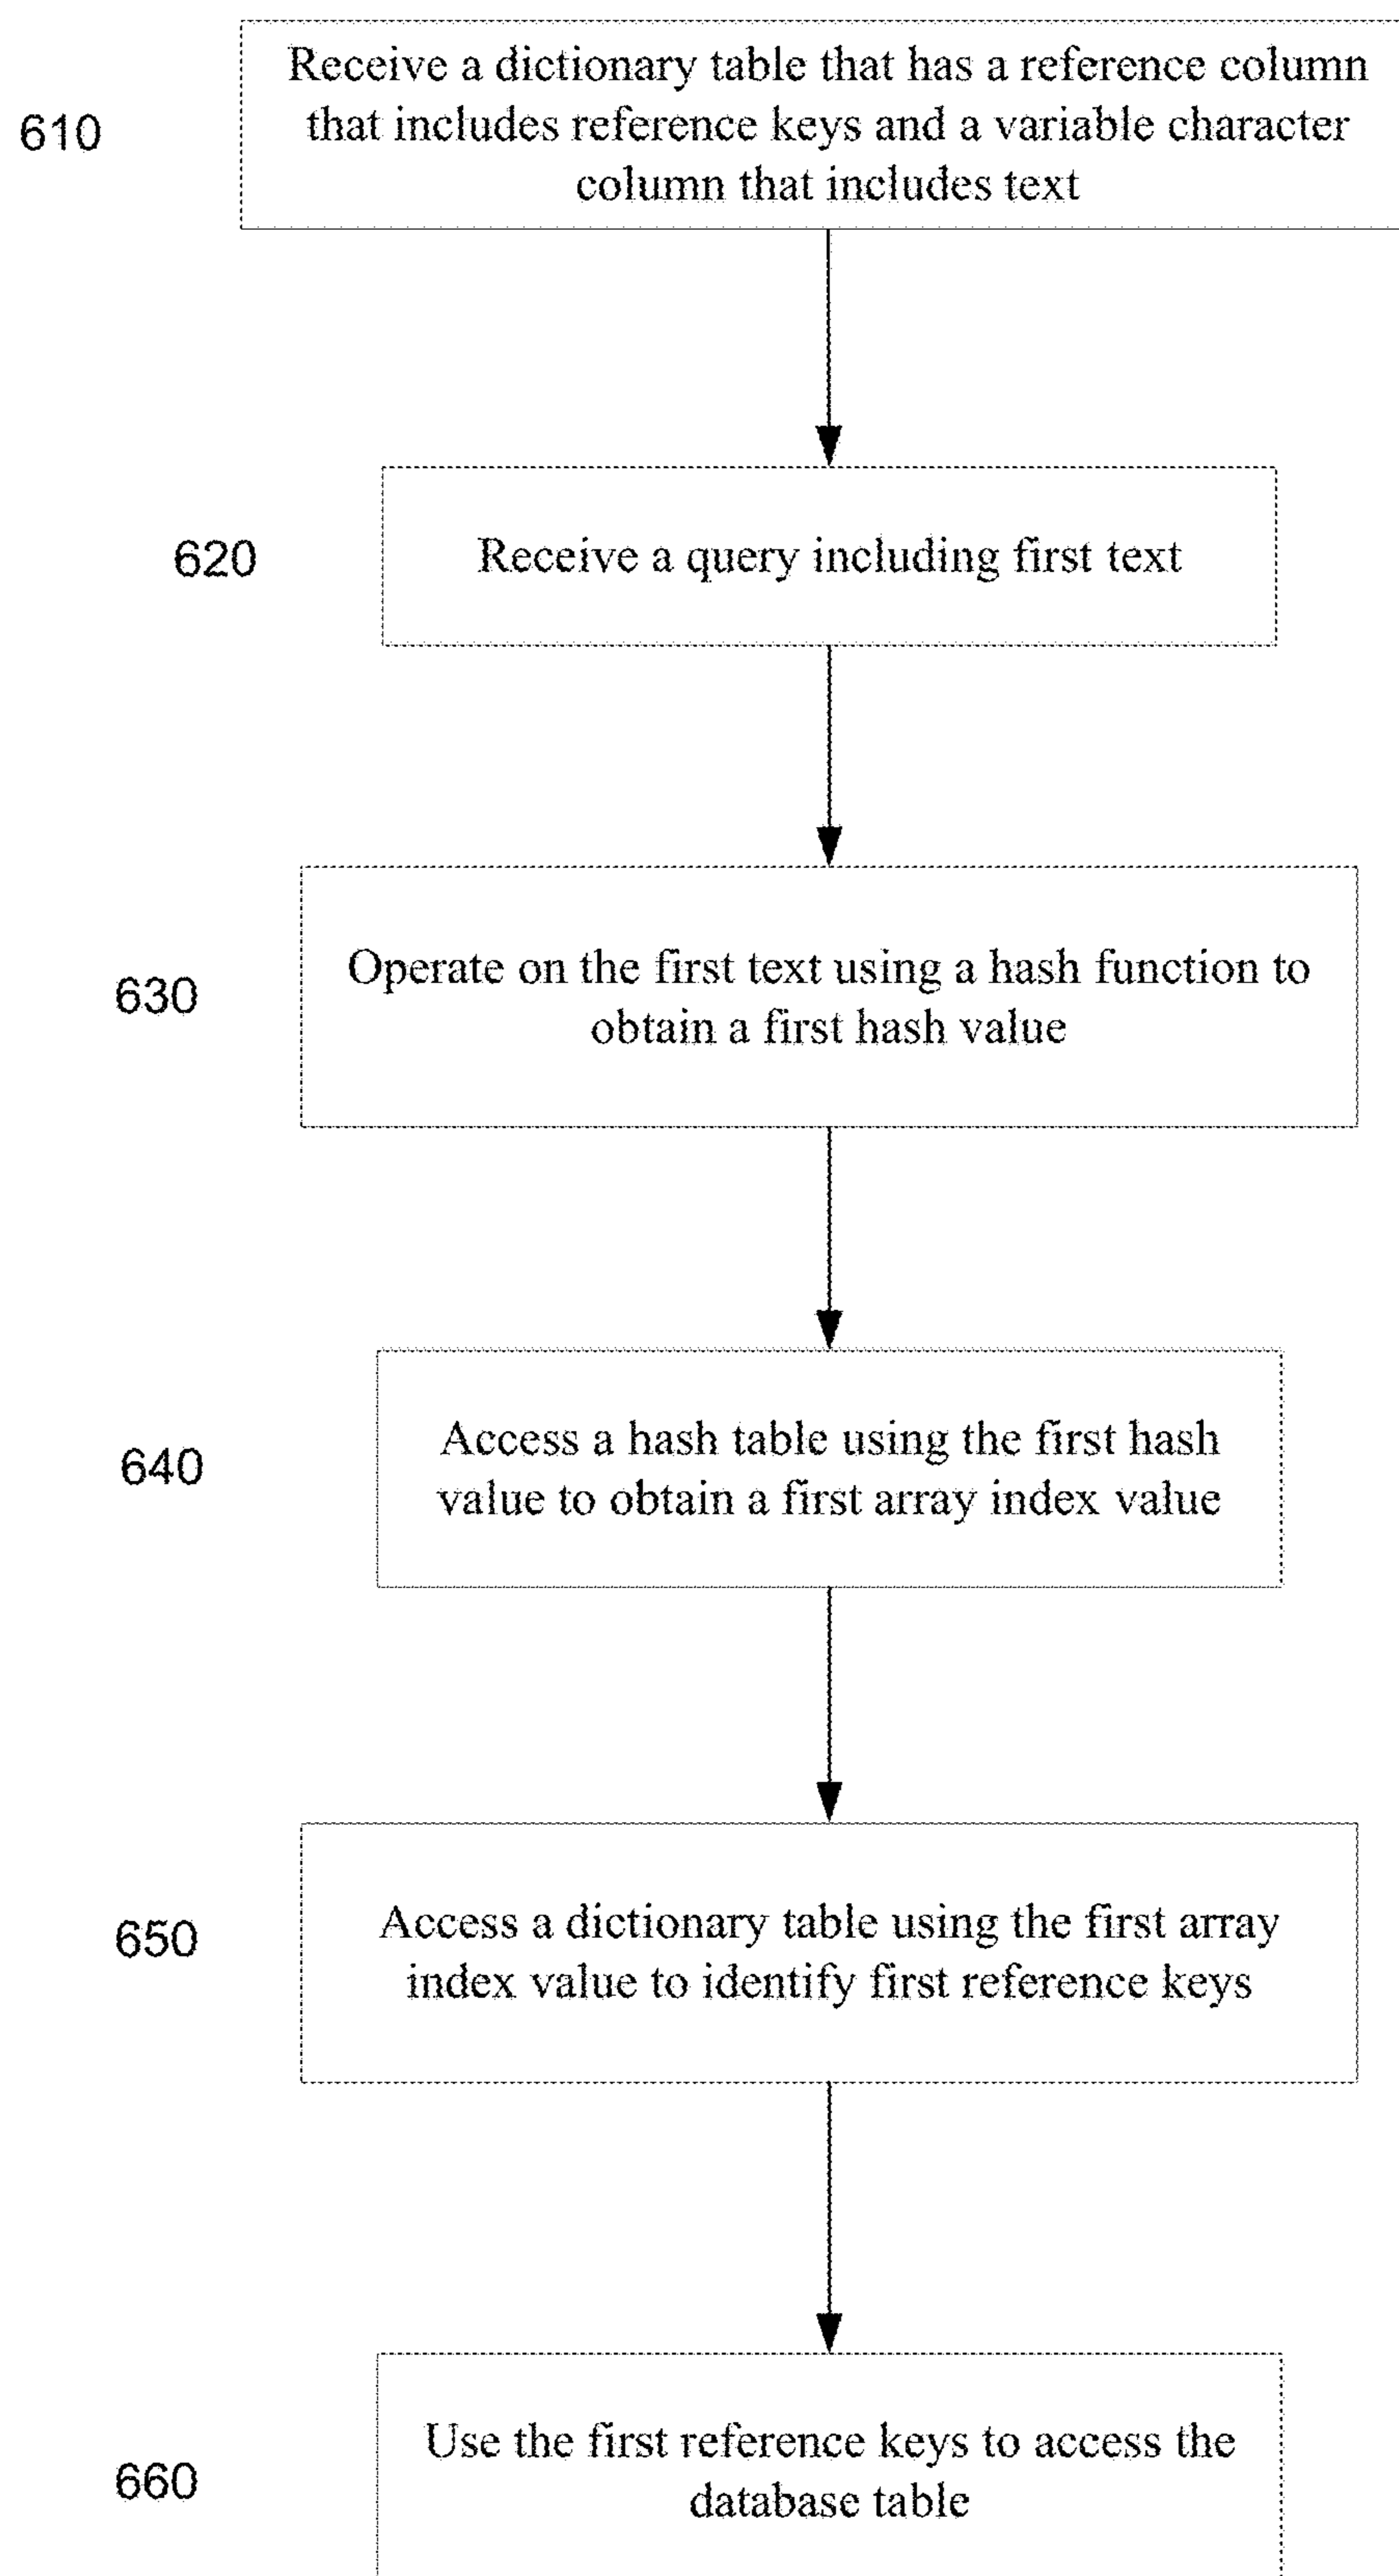 Receive a dictionary table that has a reference column
610
that includes reference keys and a variable character
column that includes text
620
Receive a query including first text
630
Operate on the first text using a hash function to
obtain a first hash value
640
Access a hash table using the first hash
value to obtain a first array index value
650
Access a dictionary table using the first array
index value to identify first reference keys
660
Use the first reference keys to access the
database table